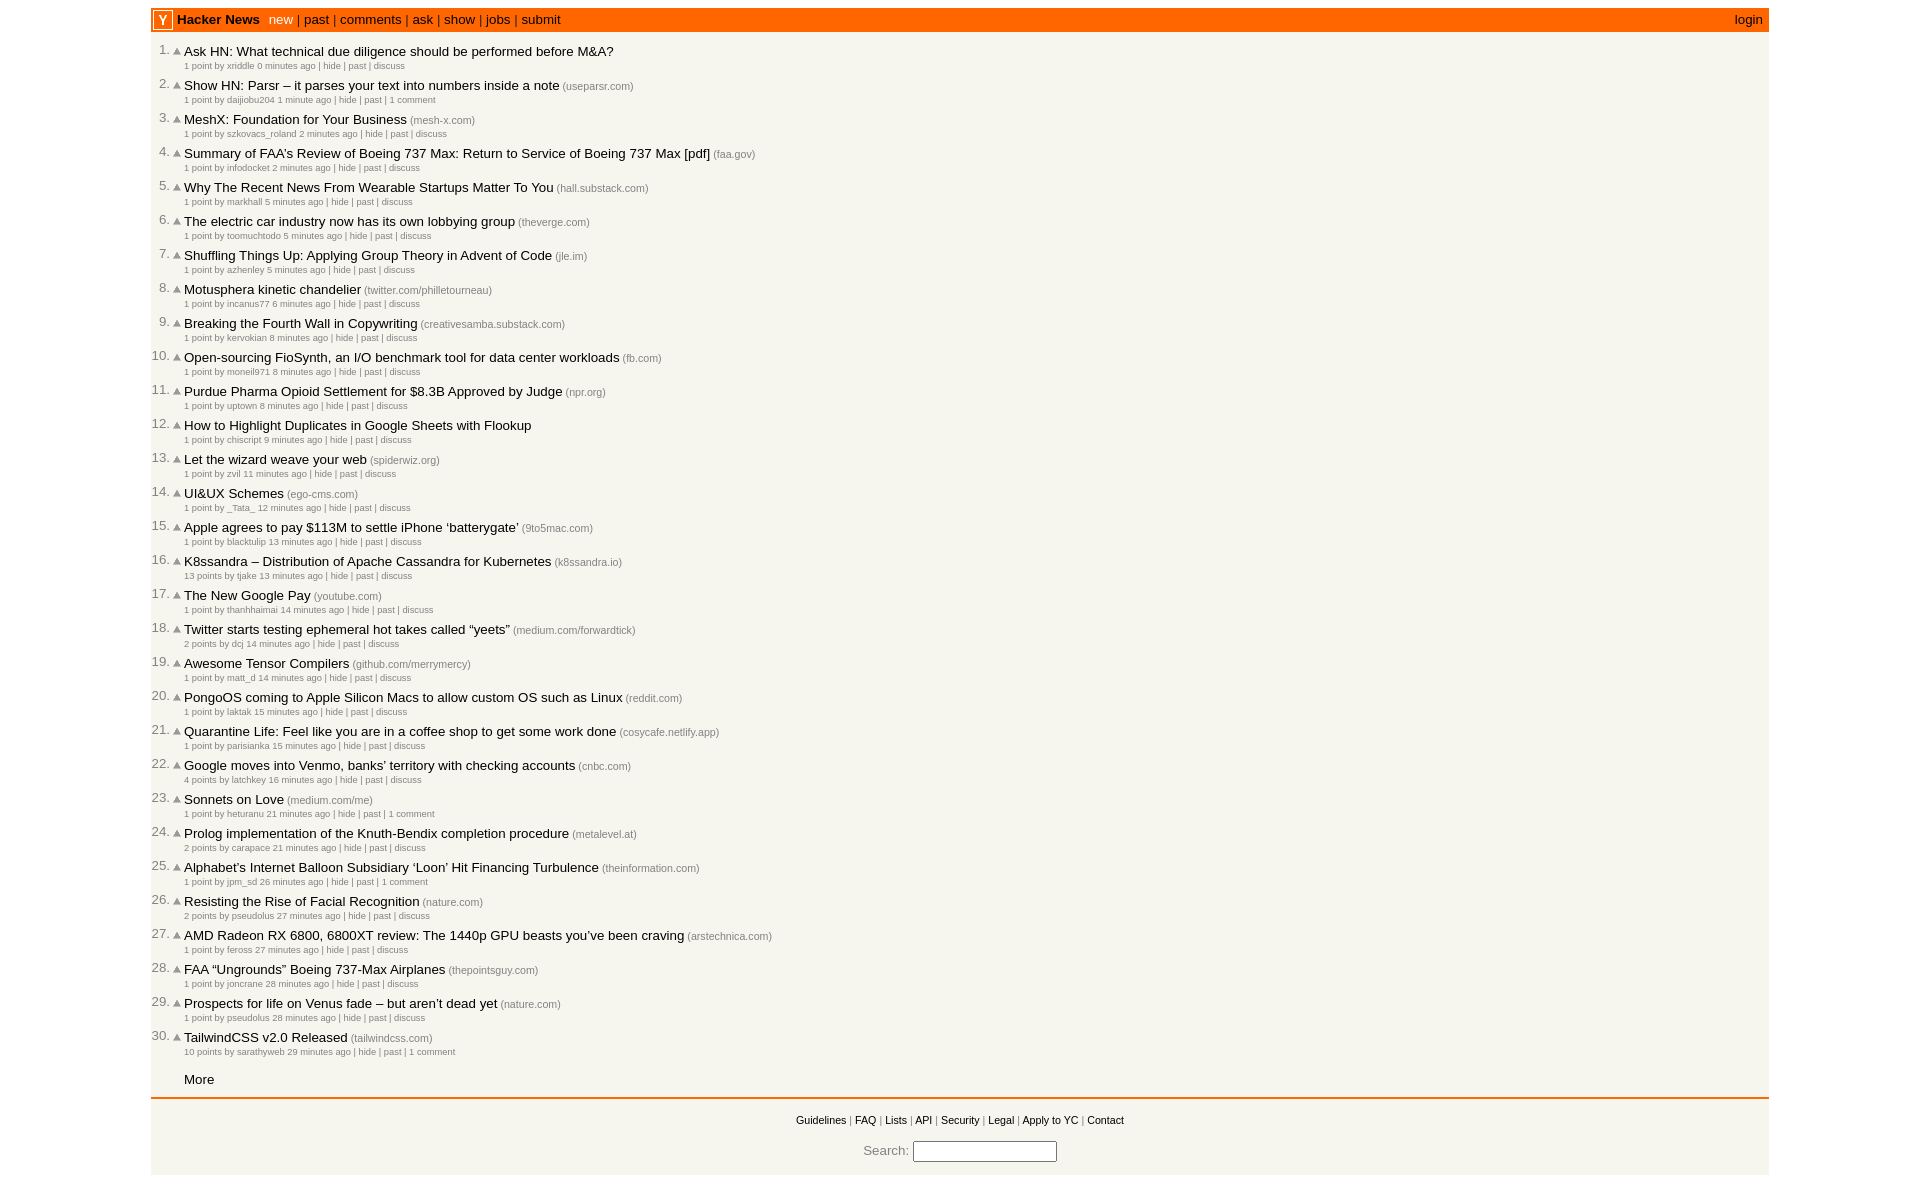 Y Hacker News new | past | comments | ask | show | jobs | submit login
1. Ask HN: What technical due diligence should be performed before M&A?
1 point by xriddle 0 minutes ago | hide | past | discuss
2. Show HN: Parsr – it parses your text into numbers inside a note (useparsr.com)
1 point by daijiobu204 1 minute ago | hide | past | 1 comment
3. MeshX: Foundation for Your Business (mesh-x.com)
1 point by szkovacs_roland 2 minutes ago | hide | past | discuss
4. Summary of FAA’s Review of Boeing 737 Max: Return to Service of Boeing 737 Max [pdf] (faa.gov)
1 point by infodocket 2 minutes ago | hide | past | discuss
5. Why The Recent News From Wearable Startups Matter To You (hall.substack.com)
1 point by markhall 5 minutes ago | hide | past | discuss
6. The electric car industry now has its own lobbying group (theverge.com)
1 point by toomuchtodo 5 minutes ago | hide | past | discuss
7. Shuffling Things Up: Applying Group Theory in Advent of Code (jle.im)
1 point by azhenley 5 minutes ago | hide | past | discuss
8. Motusphera kinetic chandelier (twitter.com/philletourneau)
1 point by incanus77 6 minutes ago | hide | past | discuss
9. Breaking the Fourth Wall in Copywriting (creativesamba.substack.com)
1 point by kervokian 8 minutes ago | hide | past | discuss
10. Open-sourcing FioSynth, an I/O benchmark tool for data center workloads (fb.com)
1 point by moneil971 8 minutes ago | hide | past | discuss
11. Purdue Pharma Opioid Settlement for $8.3B Approved by Judge (npr.org)
1 point by uptown 8 minutes ago | hide | past | discuss
12. How to Highlight Duplicates in Google Sheets with Flookup
1 point by chiscript 9 minutes ago | hide | past | discuss
13. Let the wizard weave your web (spiderwiz.org)
1 point by zvil 11 minutes ago | hide | past | discuss
14. UI&UX Schemes (ego-cms.com)
1 point by _Tata_ 12 minutes ago | hide | past | discuss
15. Apple agrees to pay $113M to settle iPhone ‘batterygate’ (9to5mac.com)
1 point by blacktulip 13 minutes ago | hide | past | discuss
16. K8ssandra – Distribution of Apache Cassandra for Kubernetes (k8ssandra.io)
13 points by tjake 13 minutes ago | hide | past | discuss
17. The New Google Pay (youtube.com)
1 point by thanhhaimai 14 minutes ago | hide | past | discuss
18. Twitter starts testing ephemeral hot takes called “yeets” (medium.com/forwardtick)
2 points by dcj 14 minutes ago | hide | past | discuss
19. Awesome Tensor Compilers (github.com/merrymercy)
1 point by matt_d 14 minutes ago | hide | past | discuss
20. PongoOS coming to Apple Silicon Macs to allow custom OS such as Linux (reddit.com)
1 point by laktak 15 minutes ago | hide | past | discuss
21. Quarantine Life: Feel like you are in a coffee shop to get some work done (cosycafe.netlify.app)
1 point by parisianka 15 minutes ago | hide | past | discuss
22. Google moves into Venmo, banks’ territory with checking accounts (cnbc.com)
4 points by latchkey 16 minutes ago | hide | past | discuss
23. Sonnets on Love (medium.com/me)
1 point by heturanu 21 minutes ago | hide | past | 1 comment
24. Prolog implementation of the Knuth-Bendix completion procedure (metalevel.at)
2 points by carapace 21 minutes ago | hide | past | discuss
25. Alphabet’s Internet Balloon Subsidiary ‘Loon’ Hit Financing Turbulence (theinformation.com)
1 point by jpm_sd 26 minutes ago | hide | past | 1 comment
26. Resisting the Rise of Facial Recognition (nature.com)
2 points by pseudolus 27 minutes ago | hide | past | discuss
27. AMD Radeon RX 6800, 6800XT review: The 1440p GPU beasts you’ve been craving (arstechnica.com)
1 point by feross 27 minutes ago | hide | past | discuss
28. FAA “Ungrounds” Boeing 737-Max Airplanes (thepointsguy.com)
1 point by joncrane 28 minutes ago | hide | past | discuss
29. Prospects for life on Venus fade – but aren’t dead yet (nature.com)
1 point by pseudolus 28 minutes ago | hide | past | discuss
30. TailwindCSS v2.0 Released (tailwindcss.com)
10 points by sarathyweb 29 minutes ago | hide | past | 1 comment
More
Guidelines | FAQ | Lists | API | Security | Legal | Apply to YC | Contact
Search: